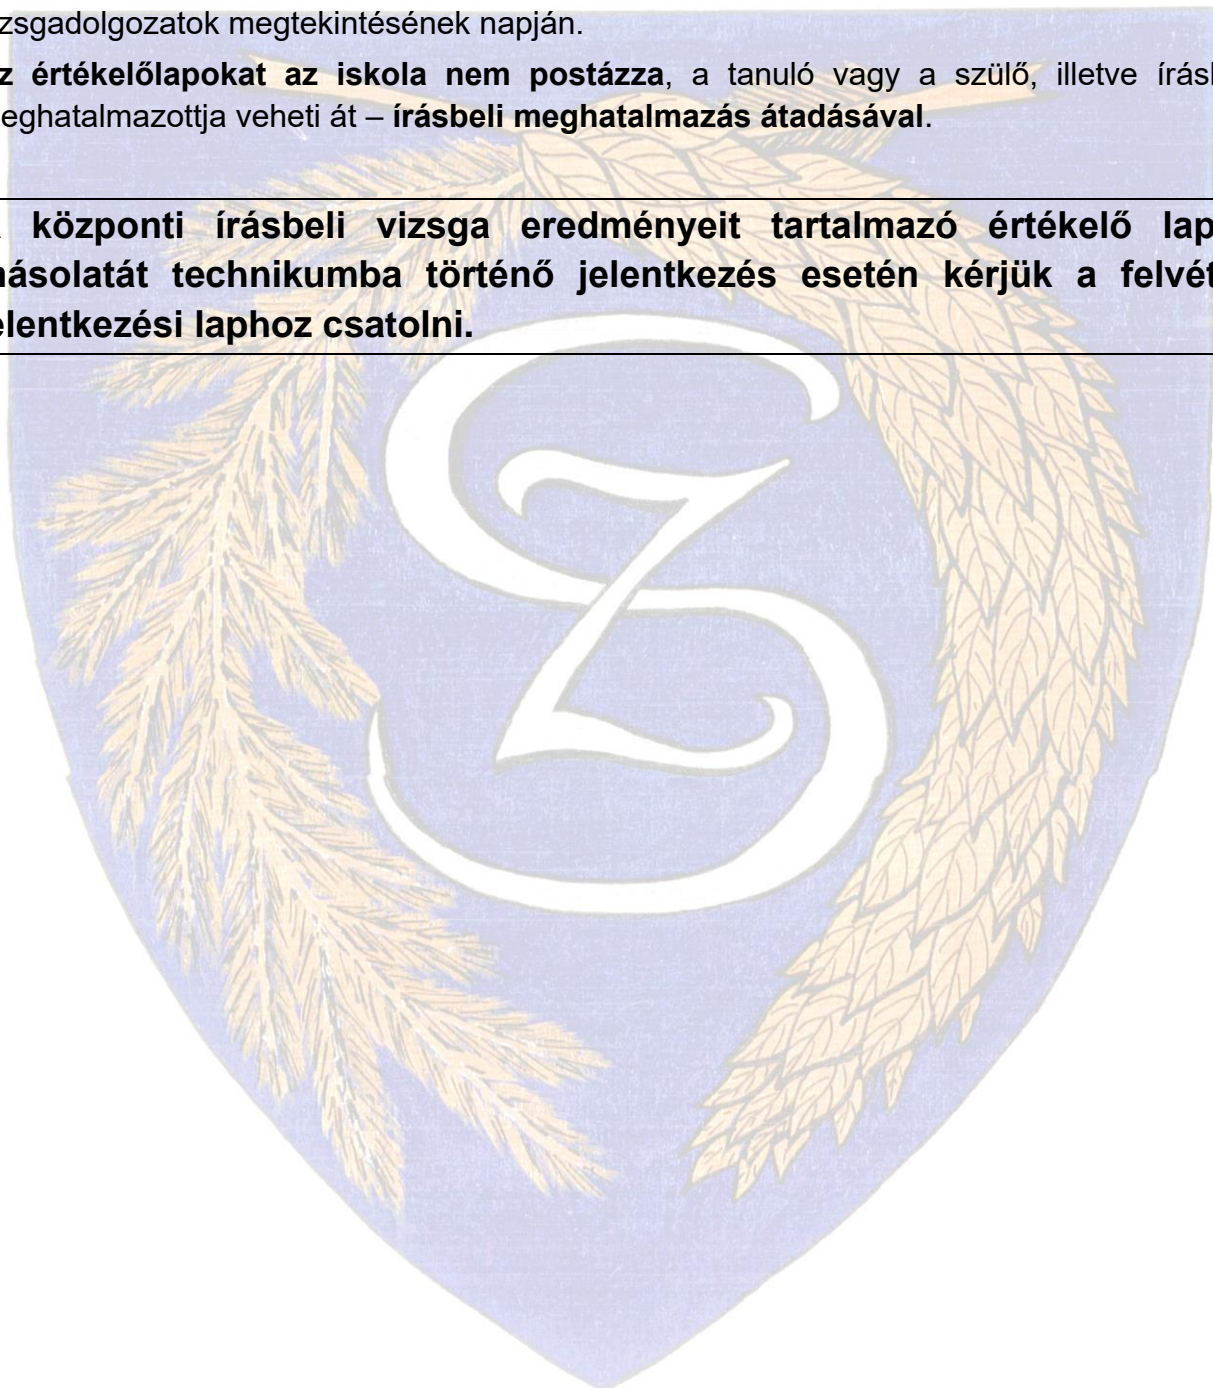 zsgadolgozatok megtekintésének napján.
z értékelőlapokat az iskola nem postázza, a tanuló vagy a szülő, illetve írásb
eghatalmazottja veheti át – írásbeli meghatalmazás átadásával.
központi írásbeli vizsga eredményeit tartalmazó értékelő lap
másolatát technikumba történő jelentkezés esetén kérjük a felvét
elentkezési laphoz csatolni.
SZ